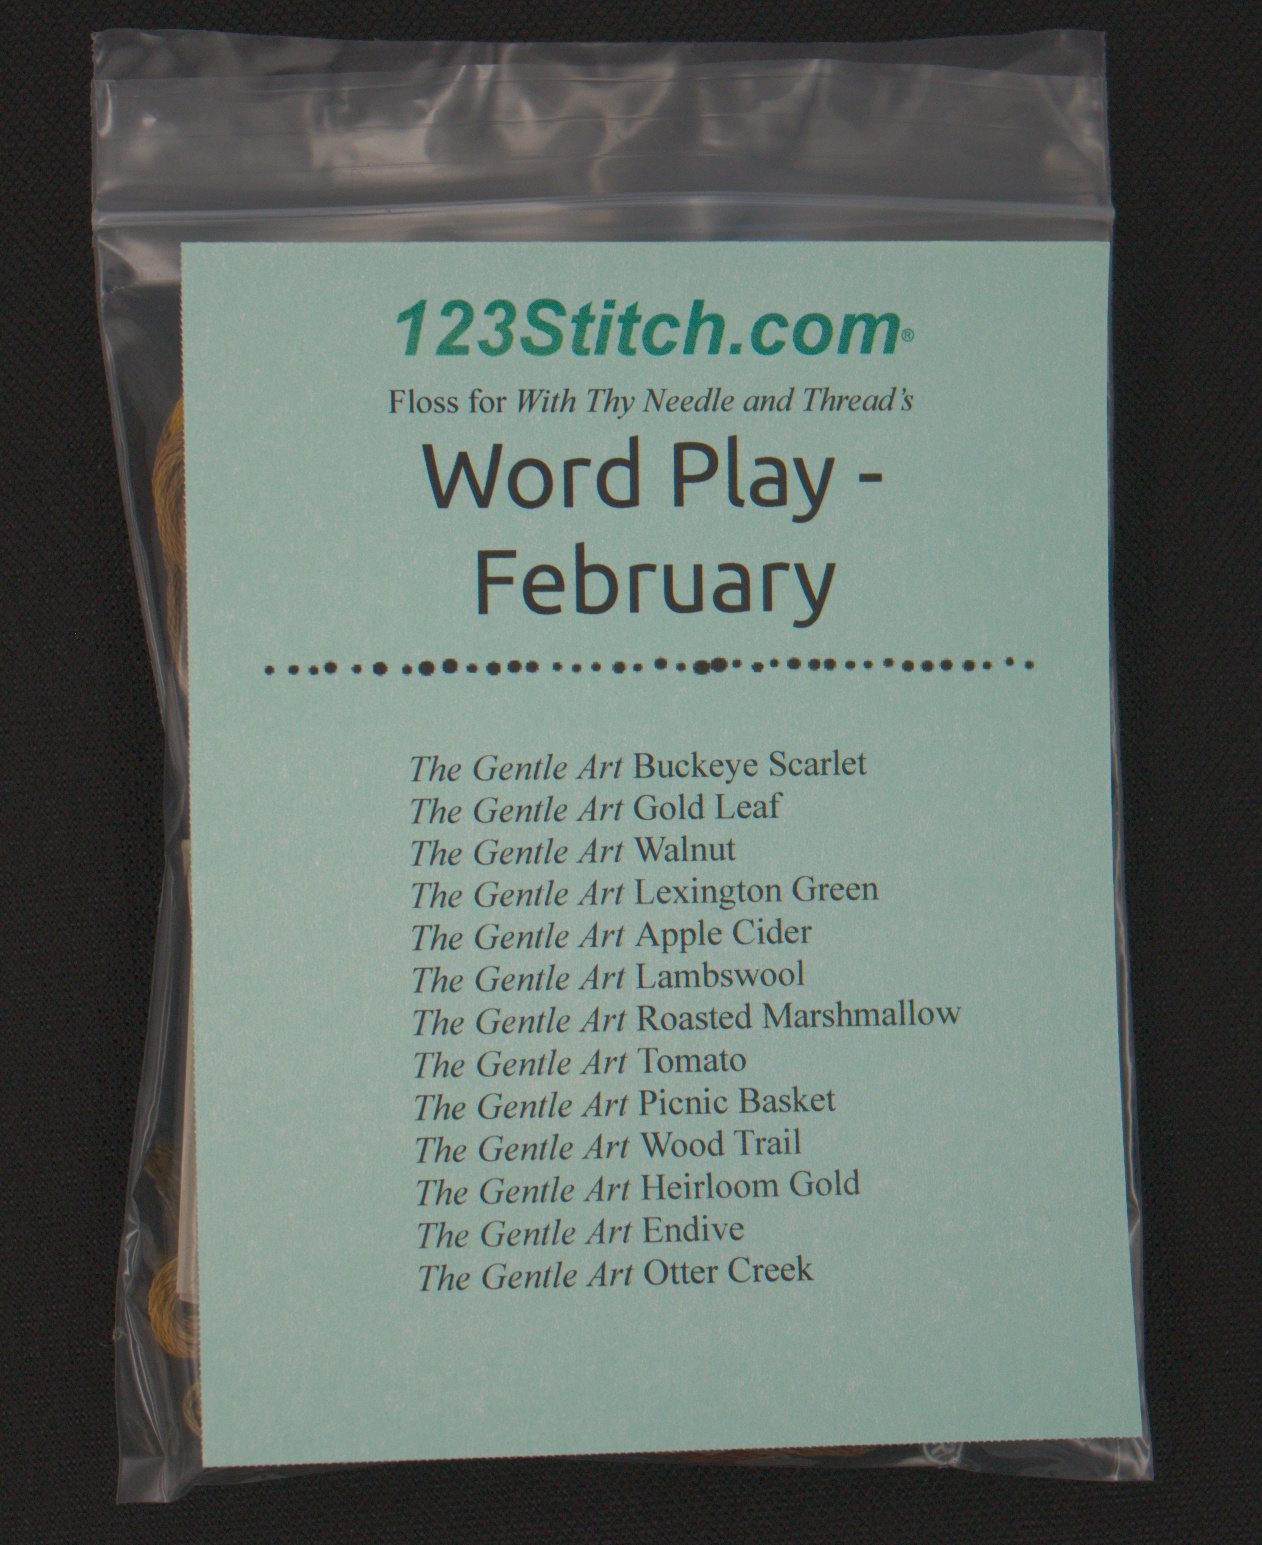 123Stitch.com®
Floss for With Thy Needle and Thread's
Word Play -
February
The Gentle Art Buckeye Scarlet
The Gentle Art Gold Leaf
The Gentle Art Walnut
The Gentle Art Lexington Green
The Gentle Art Apple Cider
The Gentle Art Lambswool
The Gentle Art Roasted Marshmallow
The Gentle Art Tomato
The Gentle Art Picnic Basket
The Gentle Art Wood Trail
The Gentle Art Heirloom Gold
The Gentle Art Endive
The Gentle Art Otter Creek